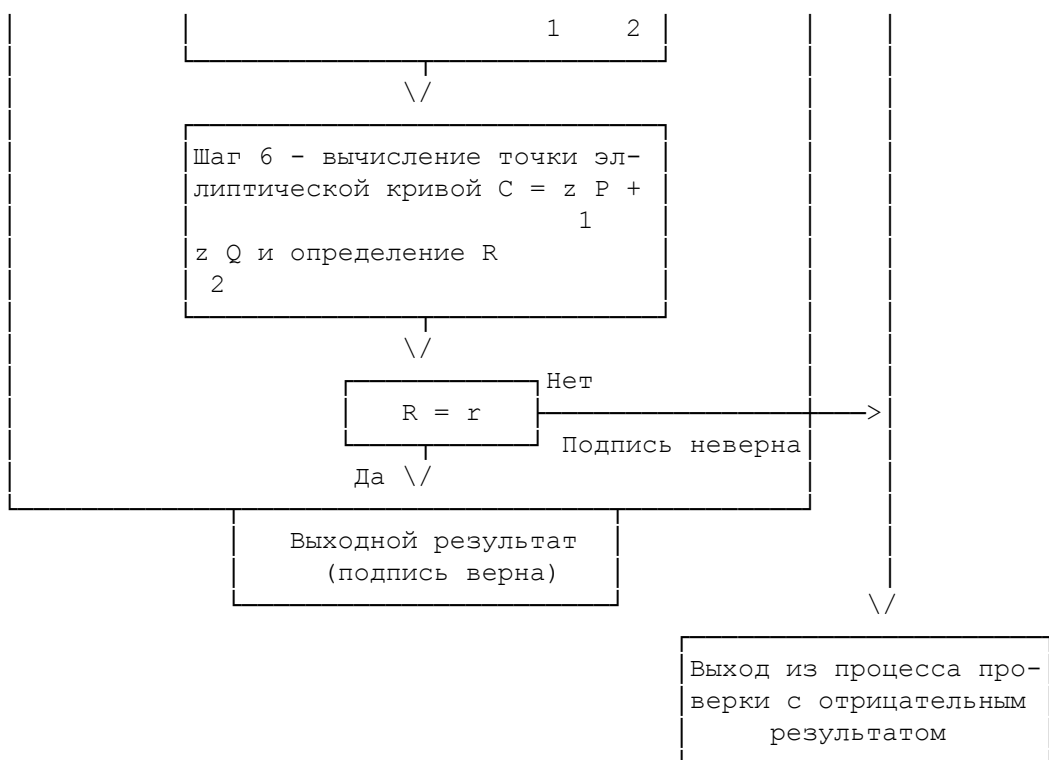 1 2
\/
Шаг 6 - вычисление точки эл-
липтической кривой C = z P +
1
z Q и определение R
2
\/
Нет
R = r
>
Подпись неверна
Да \/
Выходной результат
(подпись верна)
\/
Выход из процесса про-
верки с отрицательным
результатом